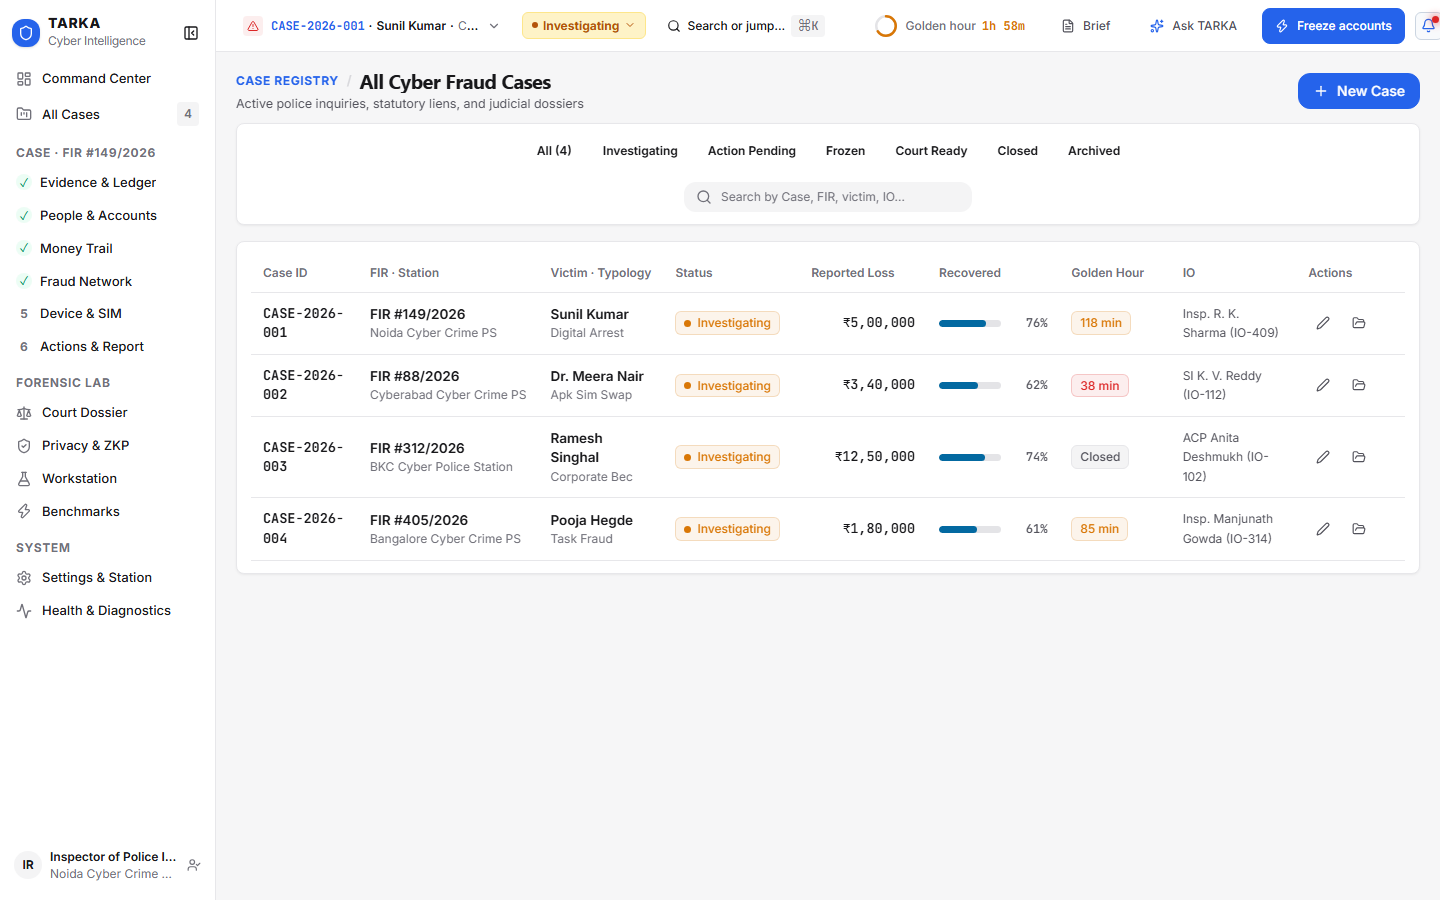 TARKA
Cyber Intelligence
Command Center
All Cases 4
CASE · FIR #149/2026
✓ Evidence & Ledger
✓ People & Accounts
✓ Money Trail
✓ Fraud Network
5 Device & SIM
6 Actions & Report
FORENSIC LAB
Court Dossier
Privacy & ZKP
Workstation
Benchmarks
SYSTEM
Settings & Station
Health & Diagnostics
IR Inspector of Police I...
Noida Cyber Crime ...
CASE-2026-001 · Sunil Kumar · C... Investigating Search or jump... ⌘K Golden hour 1h 58m Brief Ask TARKA Freeze accounts
CASE REGISTRY / All Cyber Fraud Cases
Active police inquiries, statutory liens, and judicial dossiers
+ New Case
All (4) Investigating Action Pending Frozen Court Ready Closed Archived
Search by Case, FIR, victim, IO...
Case ID FIR · Station Victim · Typology Status Reported Loss Recovered Golden Hour IO Actions
CASE-2026-
001
FIR #149/2026
Noida Cyber Crime PS
Sunil Kumar
Digital Arrest
Investigating ₹5,00,000 76% 118 min
Insp. R. K.
Sharma (IO-409)
CASE-2026-
002
FIR #88/2026
Cyberabad Cyber Crime PS
Dr. Meera Nair
Apk Sim Swap
Investigating ₹3,40,000 62% 38 min
SI K. V. Reddy
(IO-112)
CASE-2026-
003
FIR #312/2026
BKC Cyber Police Station
Ramesh
Singhal
Corporate Bec
Investigating ₹12,50,000 74% Closed
ACP Anita
Deshmukh (IO-
102)
CASE-2026-
004
FIR #405/2026
Bangalore Cyber Crime PS
Pooja Hegde
Task Fraud
Investigating ₹1,80,000 61% 85 min
Insp. Manjunath
Gowda (IO-314)